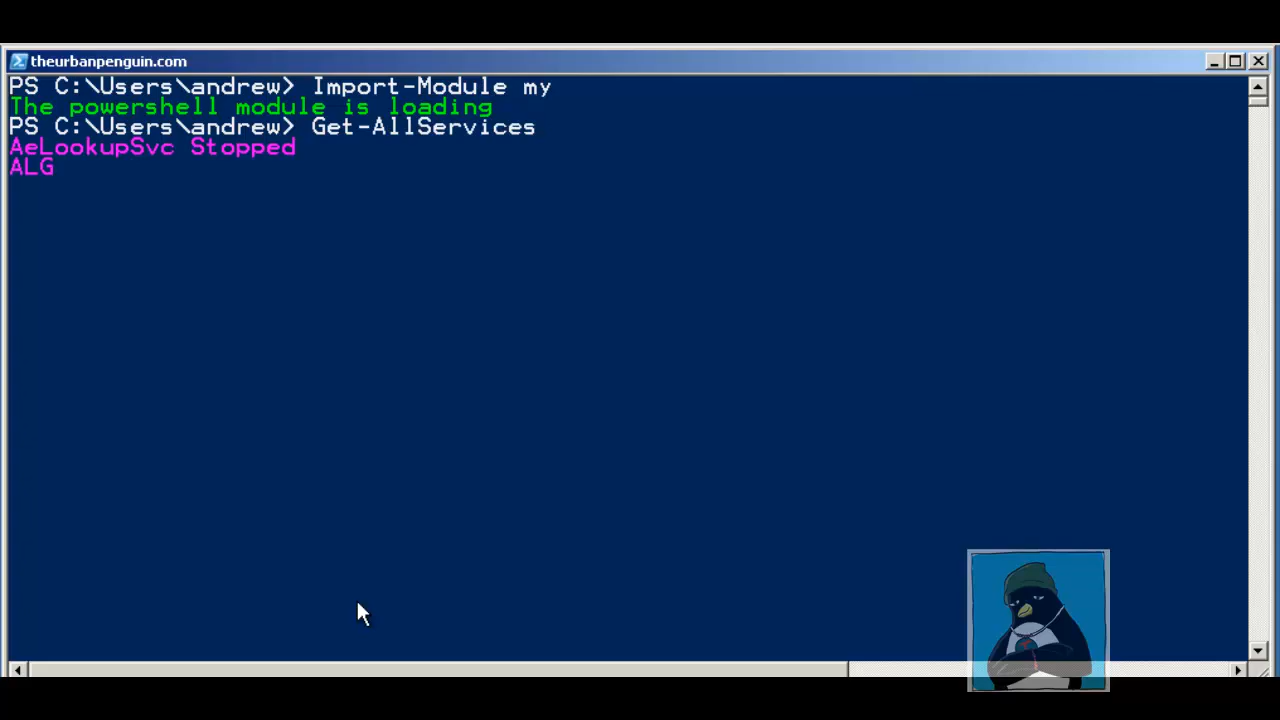 theurbanpenguin.com
PS C:\Users\andrew> Import-Module my
The powershell module is loading
PS C:\Users\andrew> Get-AllServices
AeLookupSvc Stopped
ALG